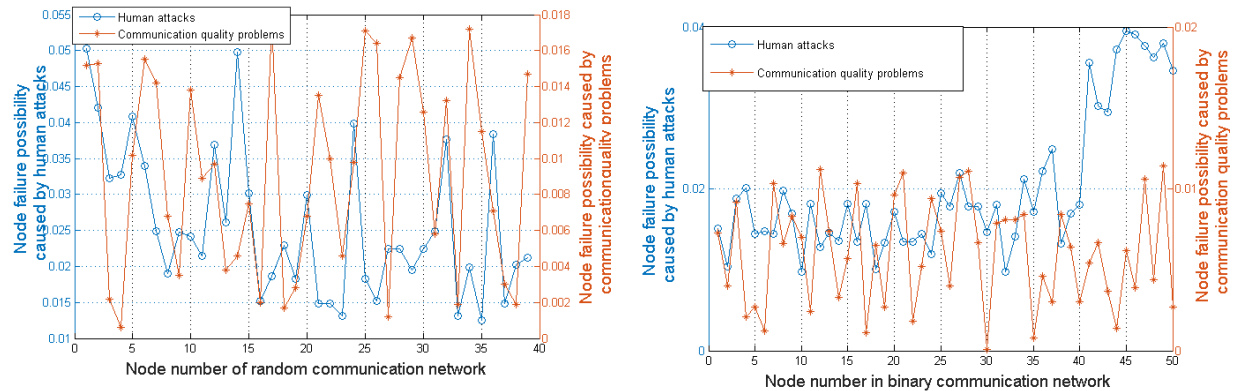 Node failure possibility
caused by human attacks
0.055
0.05
0.045
0.04
0.035
0.03
0.025
0.02
0.015
0.01
Human attacks
Communication quality problems
0.018
0.016
0.014
0.012
0.01
0.008
0.006
0.004
0.002
0
Node failure possibility caused by
communication quality problems
0 5 10 15 20 25 30 35 40
Node number of random communication network
Node failure possibility
caused by human attacks
0.04
0.02
0
Human attacks
Communication quality problems
0.02
0.01
0
Node failure possibility caused by
communication quality problems
0 5 10 15 20 25 30 35 40 45 50
Node number in binary communication network